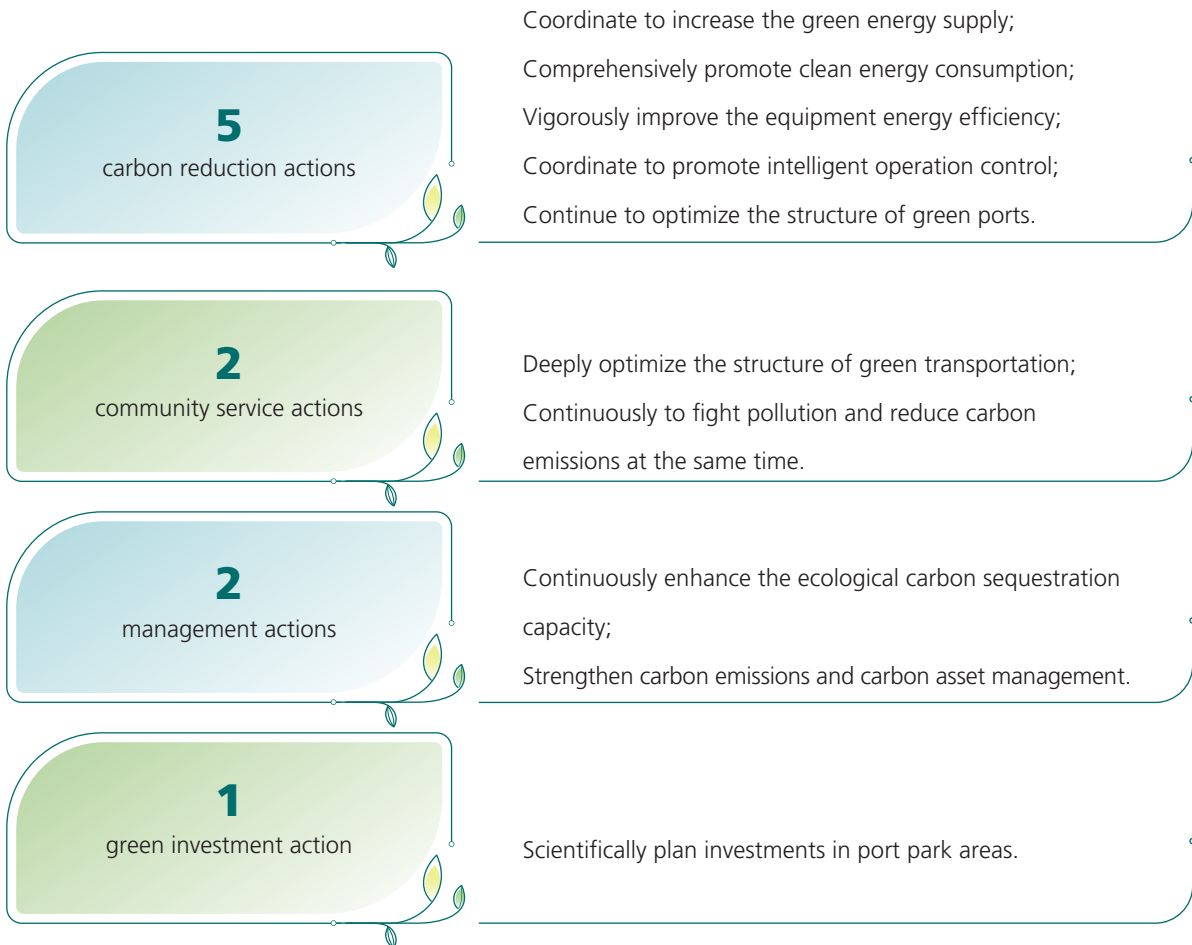 5
carbon reduction actions
Coordinate to increase the green energy supply;
Comprehensively promote clean energy consumption;
Vigorously improve the equipment energy efficiency;
Coordinate to promote intelligent operation control;
Continue to optimize the structure of green ports.
2
community service actions
Deeply optimize the structure of green transportation;
Continuously to fight pollution and reduce carbon
emissions at the same time.
2
management actions
Continuously enhance the ecological carbon sequestration
capacity;
Strengthen carbon emissions and carbon asset management.
1
green investment action
Scientifically plan investments in port park areas.